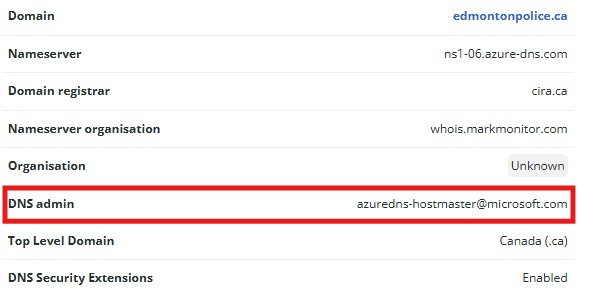 Domain edmontonpolice.ca
Nameserver ns1-06.azure-dns.com
Domain registrar cira.ca
Nameserver organisation whois.markmonitor.com
Organisation Unknown
DNS admin azuredns-hostmaster@microsoft.com
Top Level Domain Canada (.ca)
DNS Security Extensions Enabled